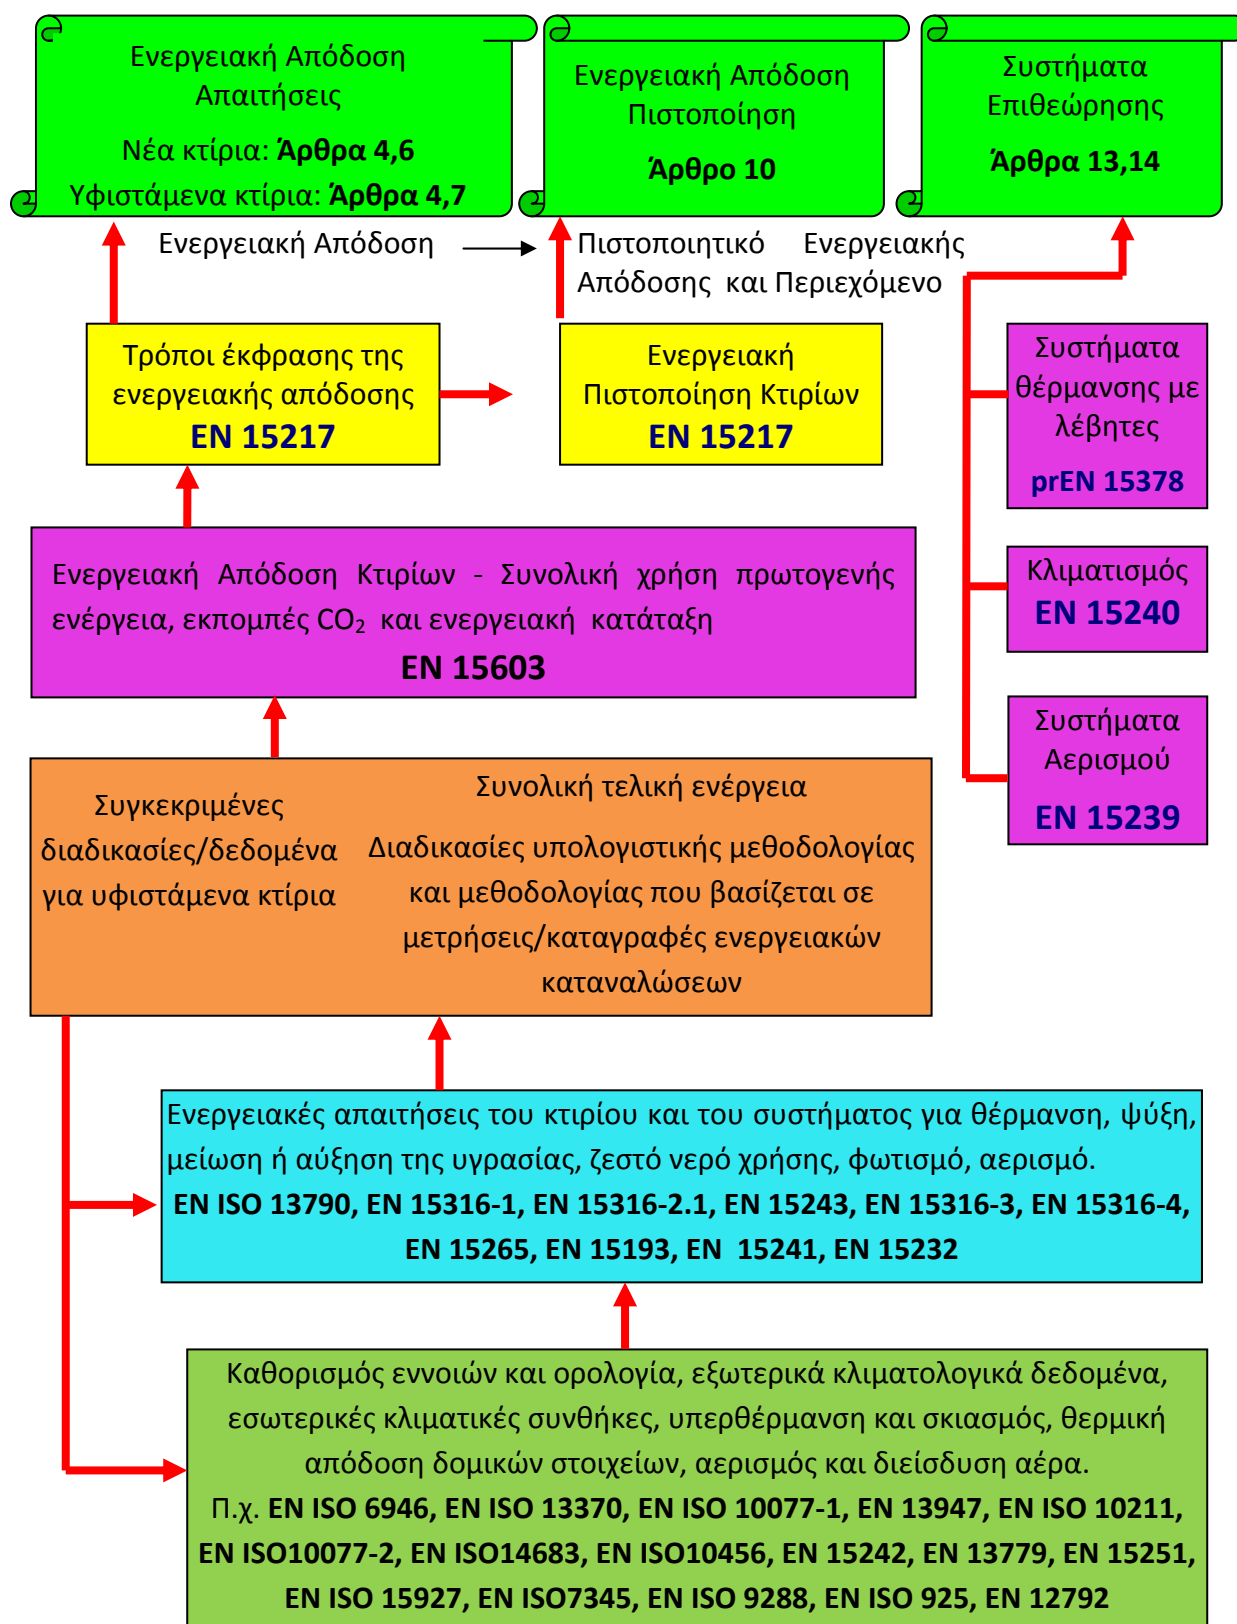 Ενεργειακή Απόδοση
Απαιτήσεις
Νέα κτίρια: Άρθρα 4,6
Υφιστάμενα κτίρια: Άρθρα 4,7
Ενεργειακή Απόδοση
Πιστοποίηση
Άρθρο 10
Συστήματα
Επιθεώρησης
Άρθρα 13,14
Ενεργειακή Απόδοση
Πιστοποιητικό Ενεργειακής
Απόδοσης και Περιεχόμενο
Τρόποι έκφρασης της
ενεργειακής απόδοσης
EN 15217
Ενεργειακή
Πιστοποίηση Κτιρίων
EN 15217
Συστήματα
θέρμανσης με
λέβητες
prEN 15378
Κλιματισμός
EN 15240
Συστήματα
Αερισμού
EN 15239
Ενεργειακή Απόδοση Κτιρίων - Συνολική χρήση πρωτογενής
ενέργεια, εκπομπές CO₂ και ενεργειακή κατάταξη
EN 15603
Συγκεκριμένες
διαδικασίες/δεδομένα
για υφιστάμενα κτίρια
Συνολική τελική ενέργεια
Διαδικασίες υπολογιστικής μεθοδολογίας
και μεθοδολογίας που βασίζεται σε
μετρήσεις/καταγραφές ενεργειακών
καταναλώσεων
Ενεργειακές απαιτήσεις του κτιρίου και του συστήματος για θέρμανση, ψύξη,
μείωση ή αύξηση της υγρασίας, ζεστό νερό χρήσης, φωτισμό, αερισμό.
EN ISO 13790, EN 15316-1, EN 15316-2.1, EN 15243, EN 15316-3, EN 15316-4,
EN 15265, EN 15193, EN 15241, EN 15232
Καθορισμός εννοιών και ορολογία, εξωτερικά κλιματολογικά δεδομένα,
εσωτερικές κλιματικές συνθήκες, υπερθέρμανση και σκιασμός, θερμική
απόδοση δομικών στοιχείων, αερισμός και διείσδυση αέρα.
Π.χ. EN ISO 6946, EN ISO 13370, EN ISO 10077-1, EN 13947, EN ISO 10211,
EN ISO10077-2, EN ISO14683, EN ISO10456, EN 15242, EN 13779, EN 15251,
EN ISO 15927, EN ISO7345, EN ISO 9288, EN ISO 925, EN 12792